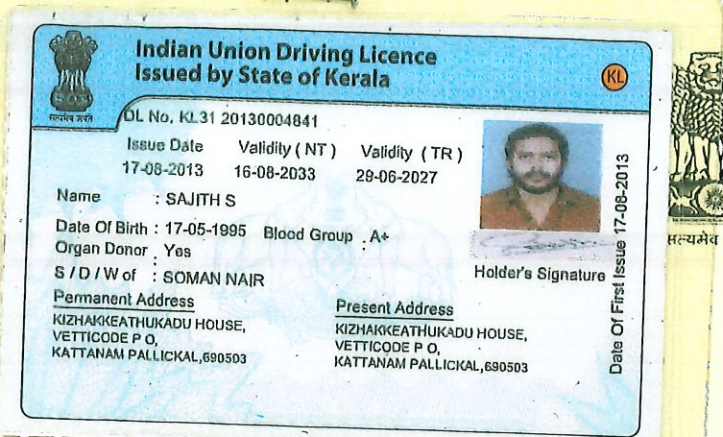 Indian Union Driving Licence
Issued by State of Kerala
KL
सत्यमेव जयते
DL No. KL31 20130004841
Issue Date Validity ( NT ) Validity ( TR )
17-08-2013 16-08-2033 29-06-2027
Name : SAJITH S
Date Of Birth : 17-05-1995 Blood Group : A+
Organ Donor : Yes
S / D / W of : SOMAN NAIR
Holder's Signature
Date Of First Issue 17-08-2013
Permanent Address
KIZHAKKEATHUKADU HOUSE,
VETTICODE P O,
KATTANAM PALLICKAL,690503
Present Address
KIZHAKKEATHUKADU HOUSE,
VETTICODE P O,
KATTANAM PALLICKAL,690503
सत्यमेव